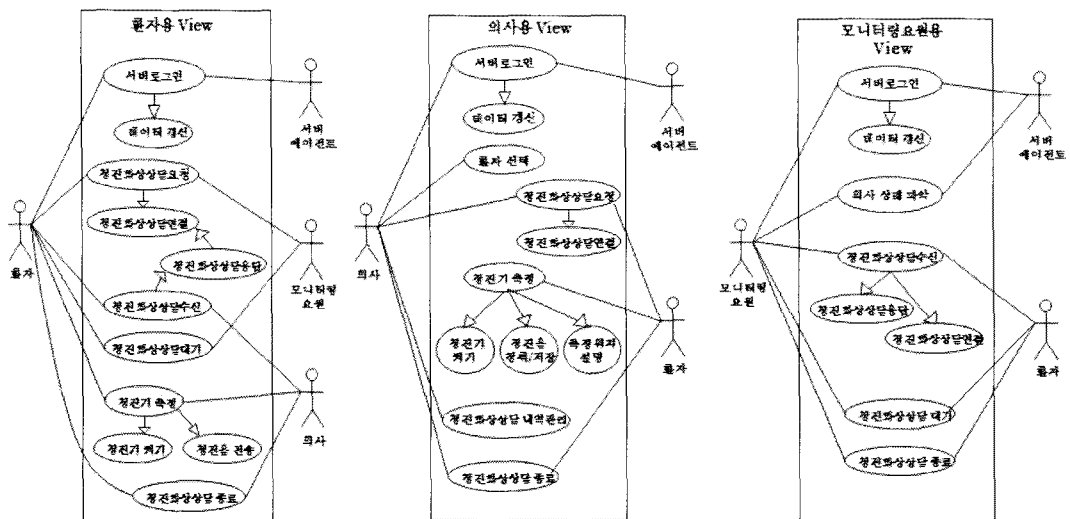 환자용 View
서버로그인
데이터 갱신
청진화상상담요청
청진화상상담연결
청진화상상담응답
청진화상상담수신
청진화상상담대기
청진기 측정
청진기 켜기
청진음 전송
청진화상상담 종료
환자
서버
에이전트
모니터링
요원
의사
의사용 View
서버로그인
데이터 갱신
환자 선택
청진화상상담요청
청진화상상담연결
청진기 측정
청진기
켜기
청진음
청취/저장
측정위치
설명
청진화상상담 내역관리
청진화상상담 종료
의사
서버
에이전트
환자
모니터링요원용
View
서버로그인
데이터 갱신
의사 상태 파악
청진화상상담수신
청진화상상담응답
청진화상상담연결
청진화상상담 대기
청진화상상담 종료
모니터링
요원
서버
에이전트
환자